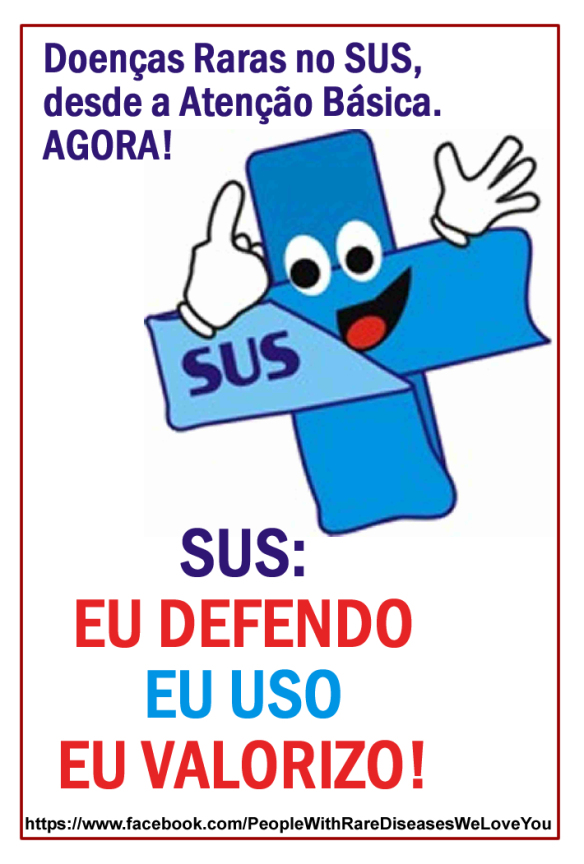 Doenças Raras no SUS,
desde a Atenção Básica.
AGORA!
SUS
SUS:
EU DEFENDO
EU USO
EU VALORIZO!
https://www.facebook.com/PeopleWithRareDiseasesWeLoveYou